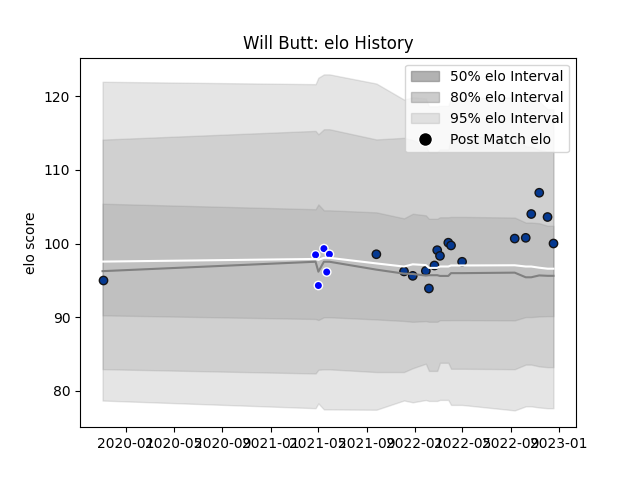 Will Butt: elo History
50% elo Interval
80% elo Interval
95% elo Interval
Post Match elo
elo score
120
110
100
90
80
2020-01 2020-05 2020-09 2021-01 2021-05 2021-09 2022-01 2022-05 2022-09 2023-01